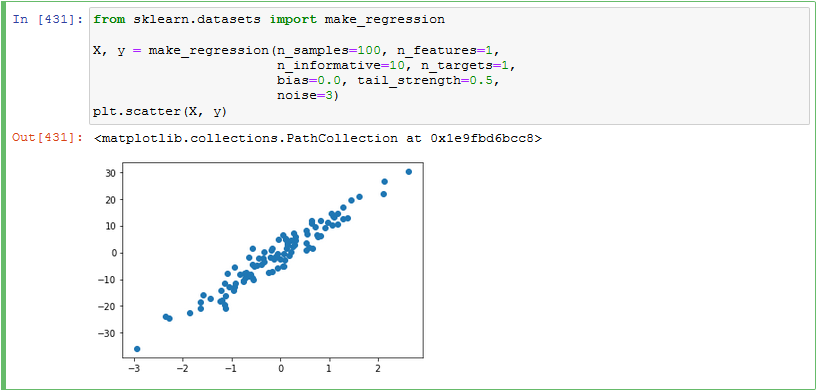 In [431]: from sklearn.datasets import make_regression
X, y = make_regression(n_samples=100, n_features=1,
n_informative=10, n_targets=1,
bias=0.0, tail_strength=0.5,
noise=3)
plt.scatter(X, y)
Out[431]: <matplotlib.collections.PathCollection at 0x1e9fbd6bcc8>
30
20
10
0
−10
−20
−30
−3 −2 −1 0 1 2